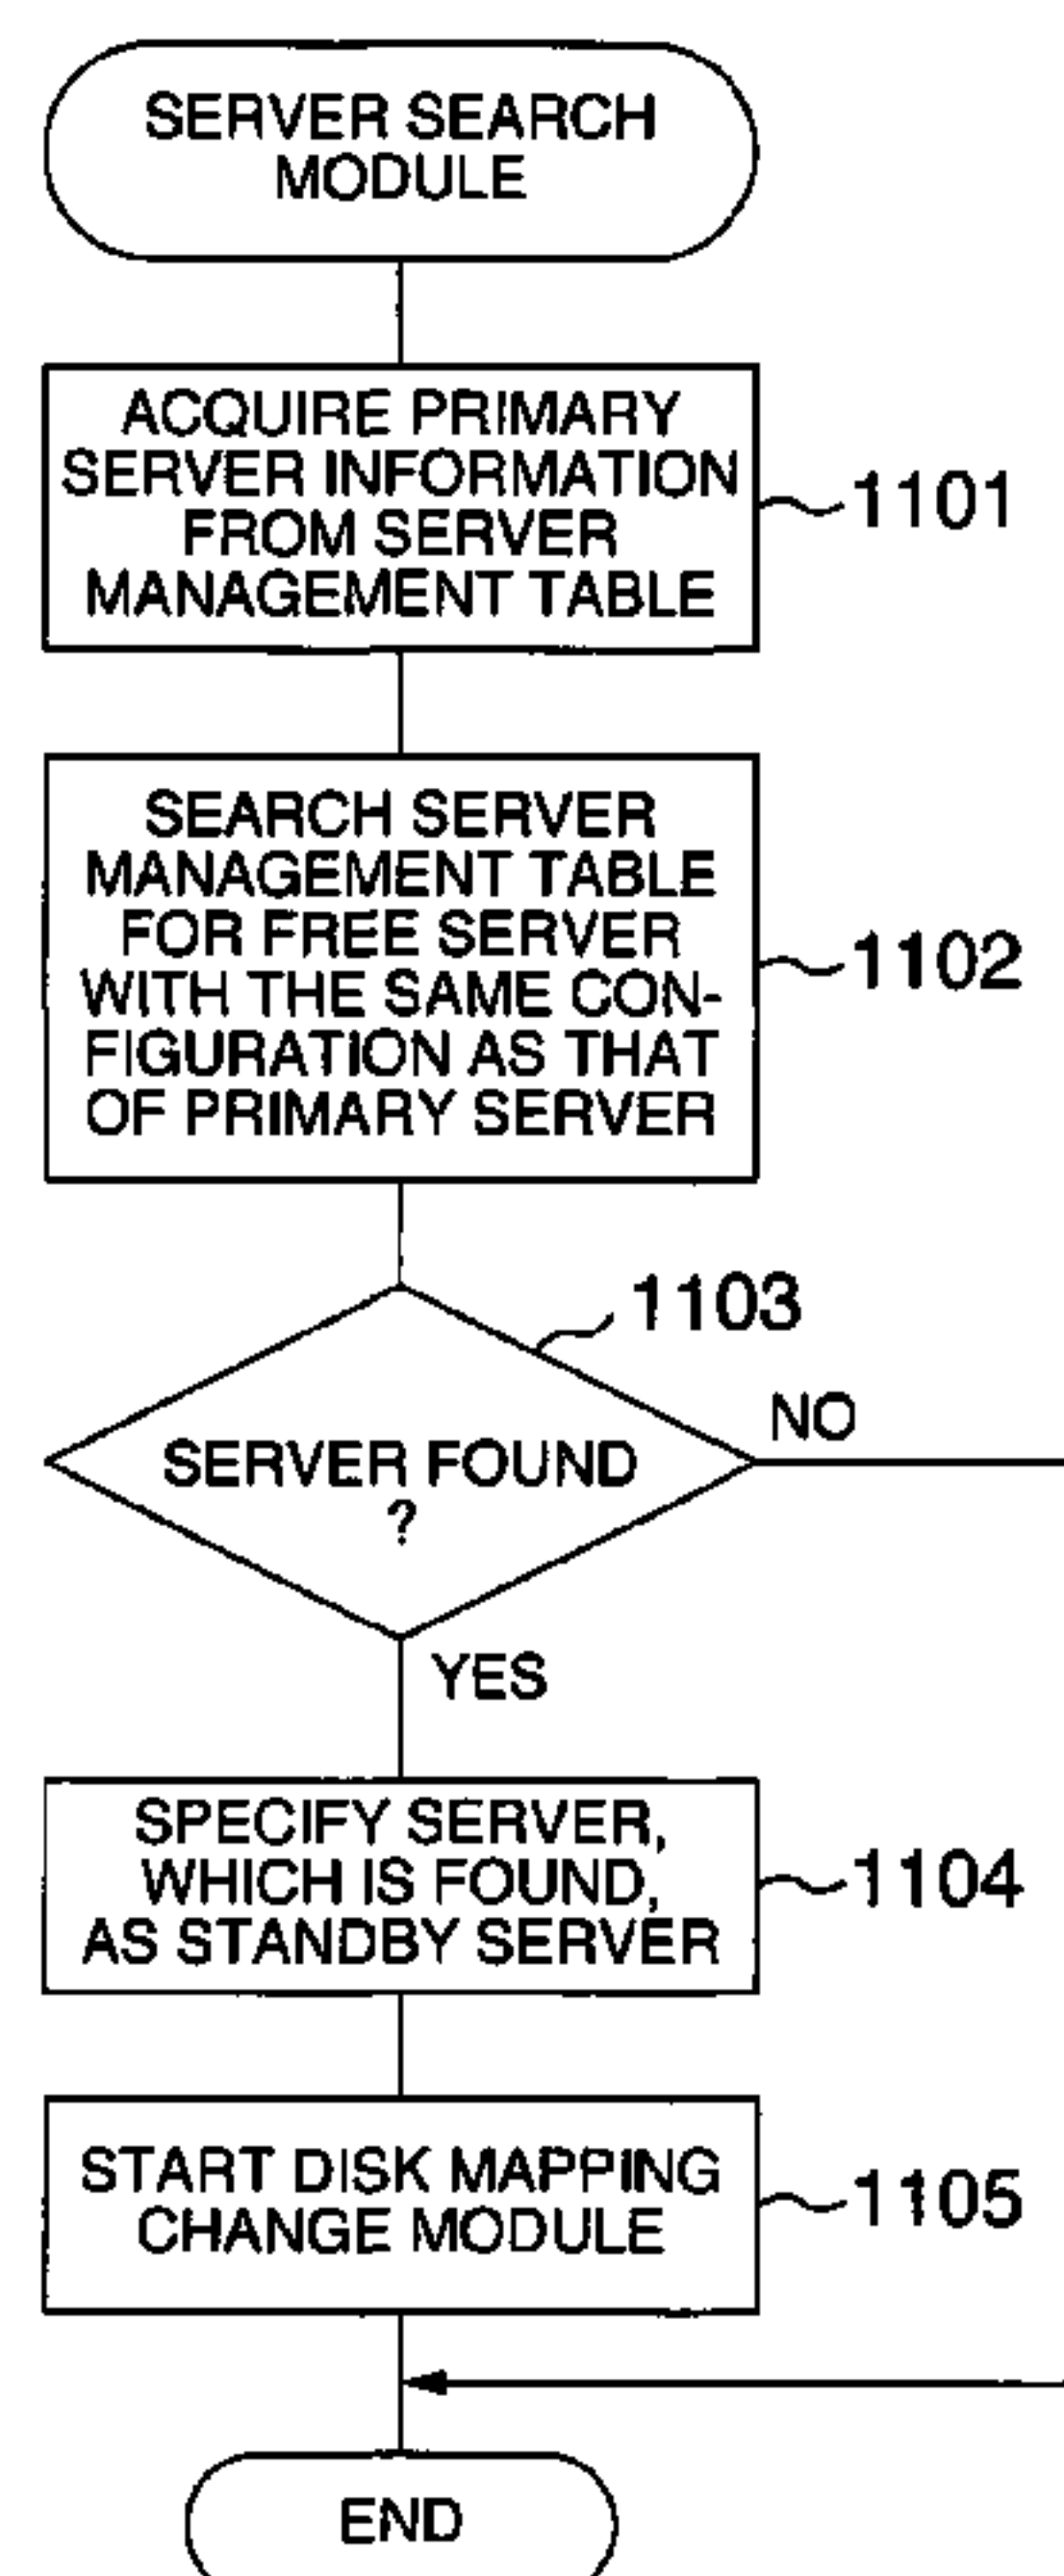 SERVER SEARCH
MODULE
ACQUIRE PRIMARY
SERVER INFORMATION
FROM SERVER
MANAGEMENT TABLE
1101
SEARCH SERVER
MANAGEMENT TABLE
FOR FREE SERVER
WITH THE SAME CON-
FIGURATION AS THAT
OF PRIMARY SERVER
1102
1103
SERVER FOUND
?
NO
YES
SPECIFY SERVER,
WHICH IS FOUND,
AS STANDBY SERVER
1104
START DISK MAPPING
CHANGE MODULE
1105
END